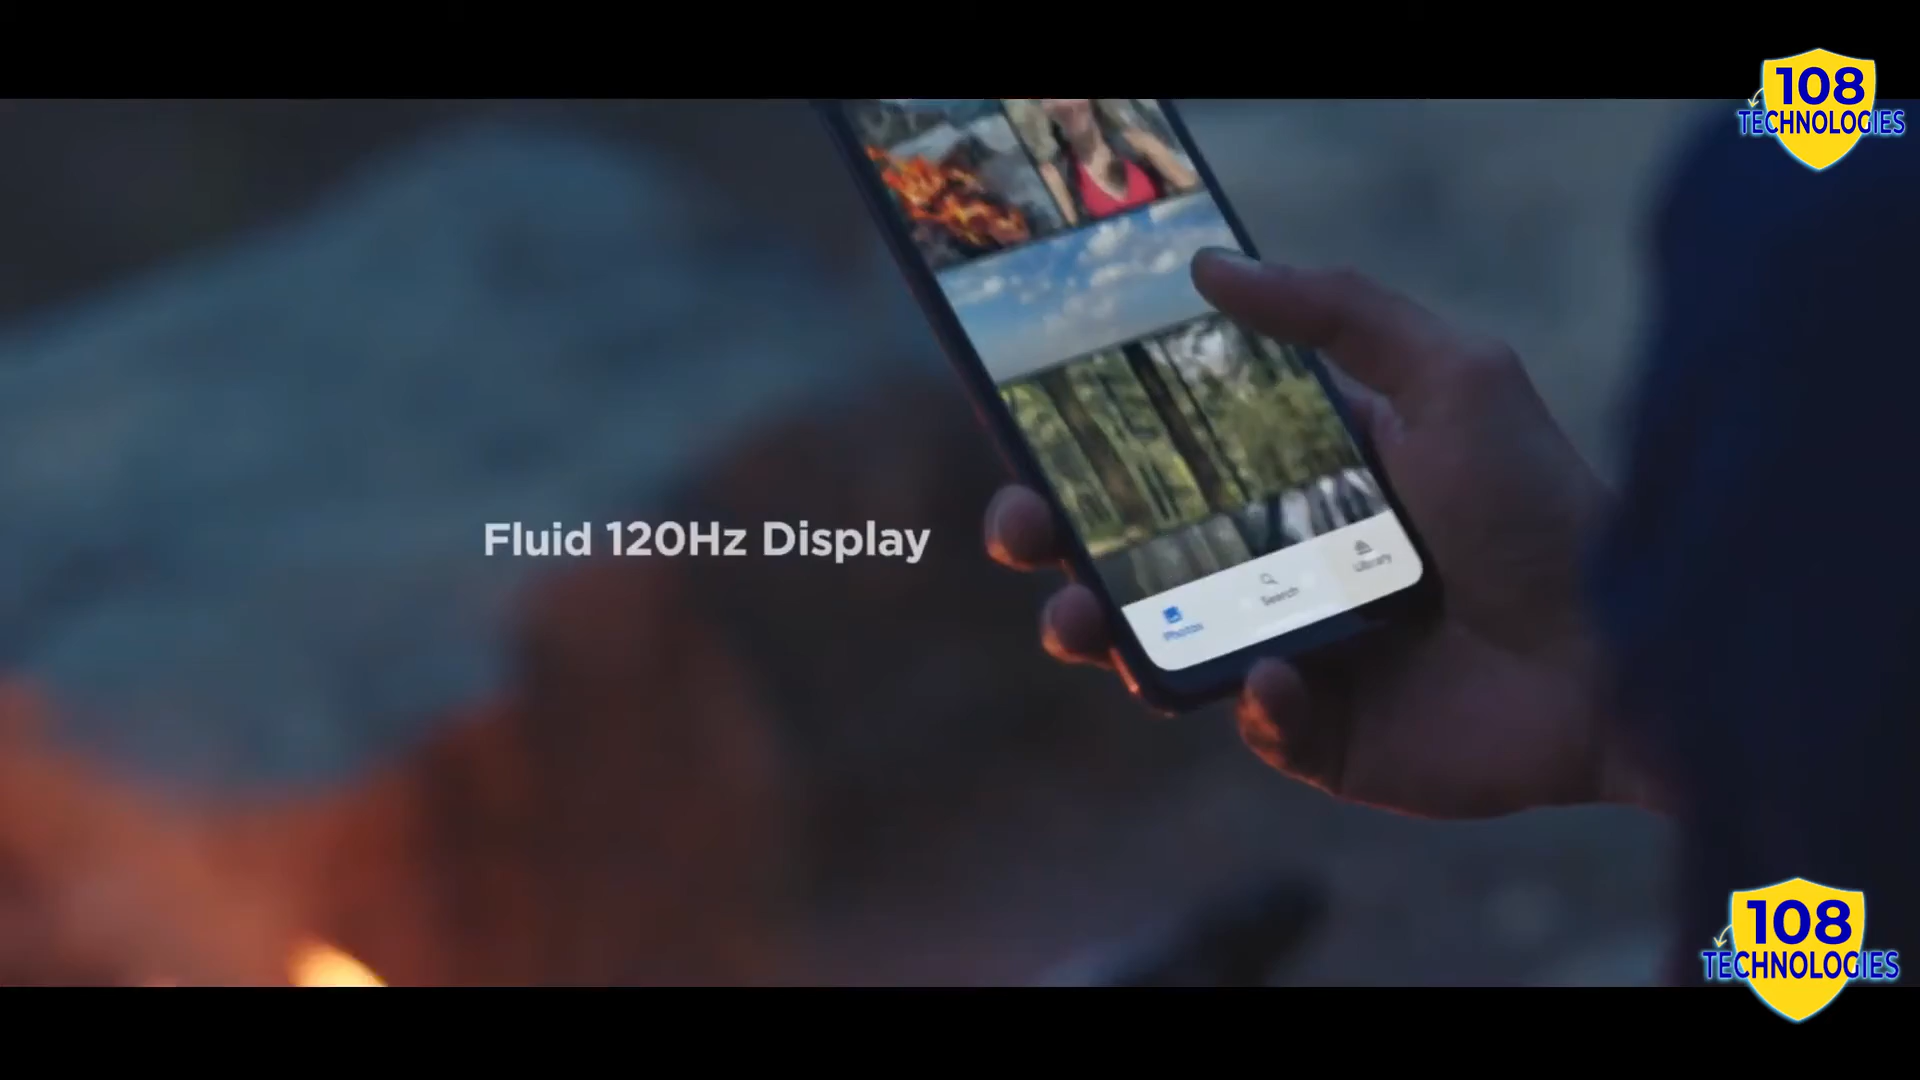 108
TECHNOLOGIES
Fluid 120Hz Display
Photos
Search
Library
108
TECHNOLOGIES